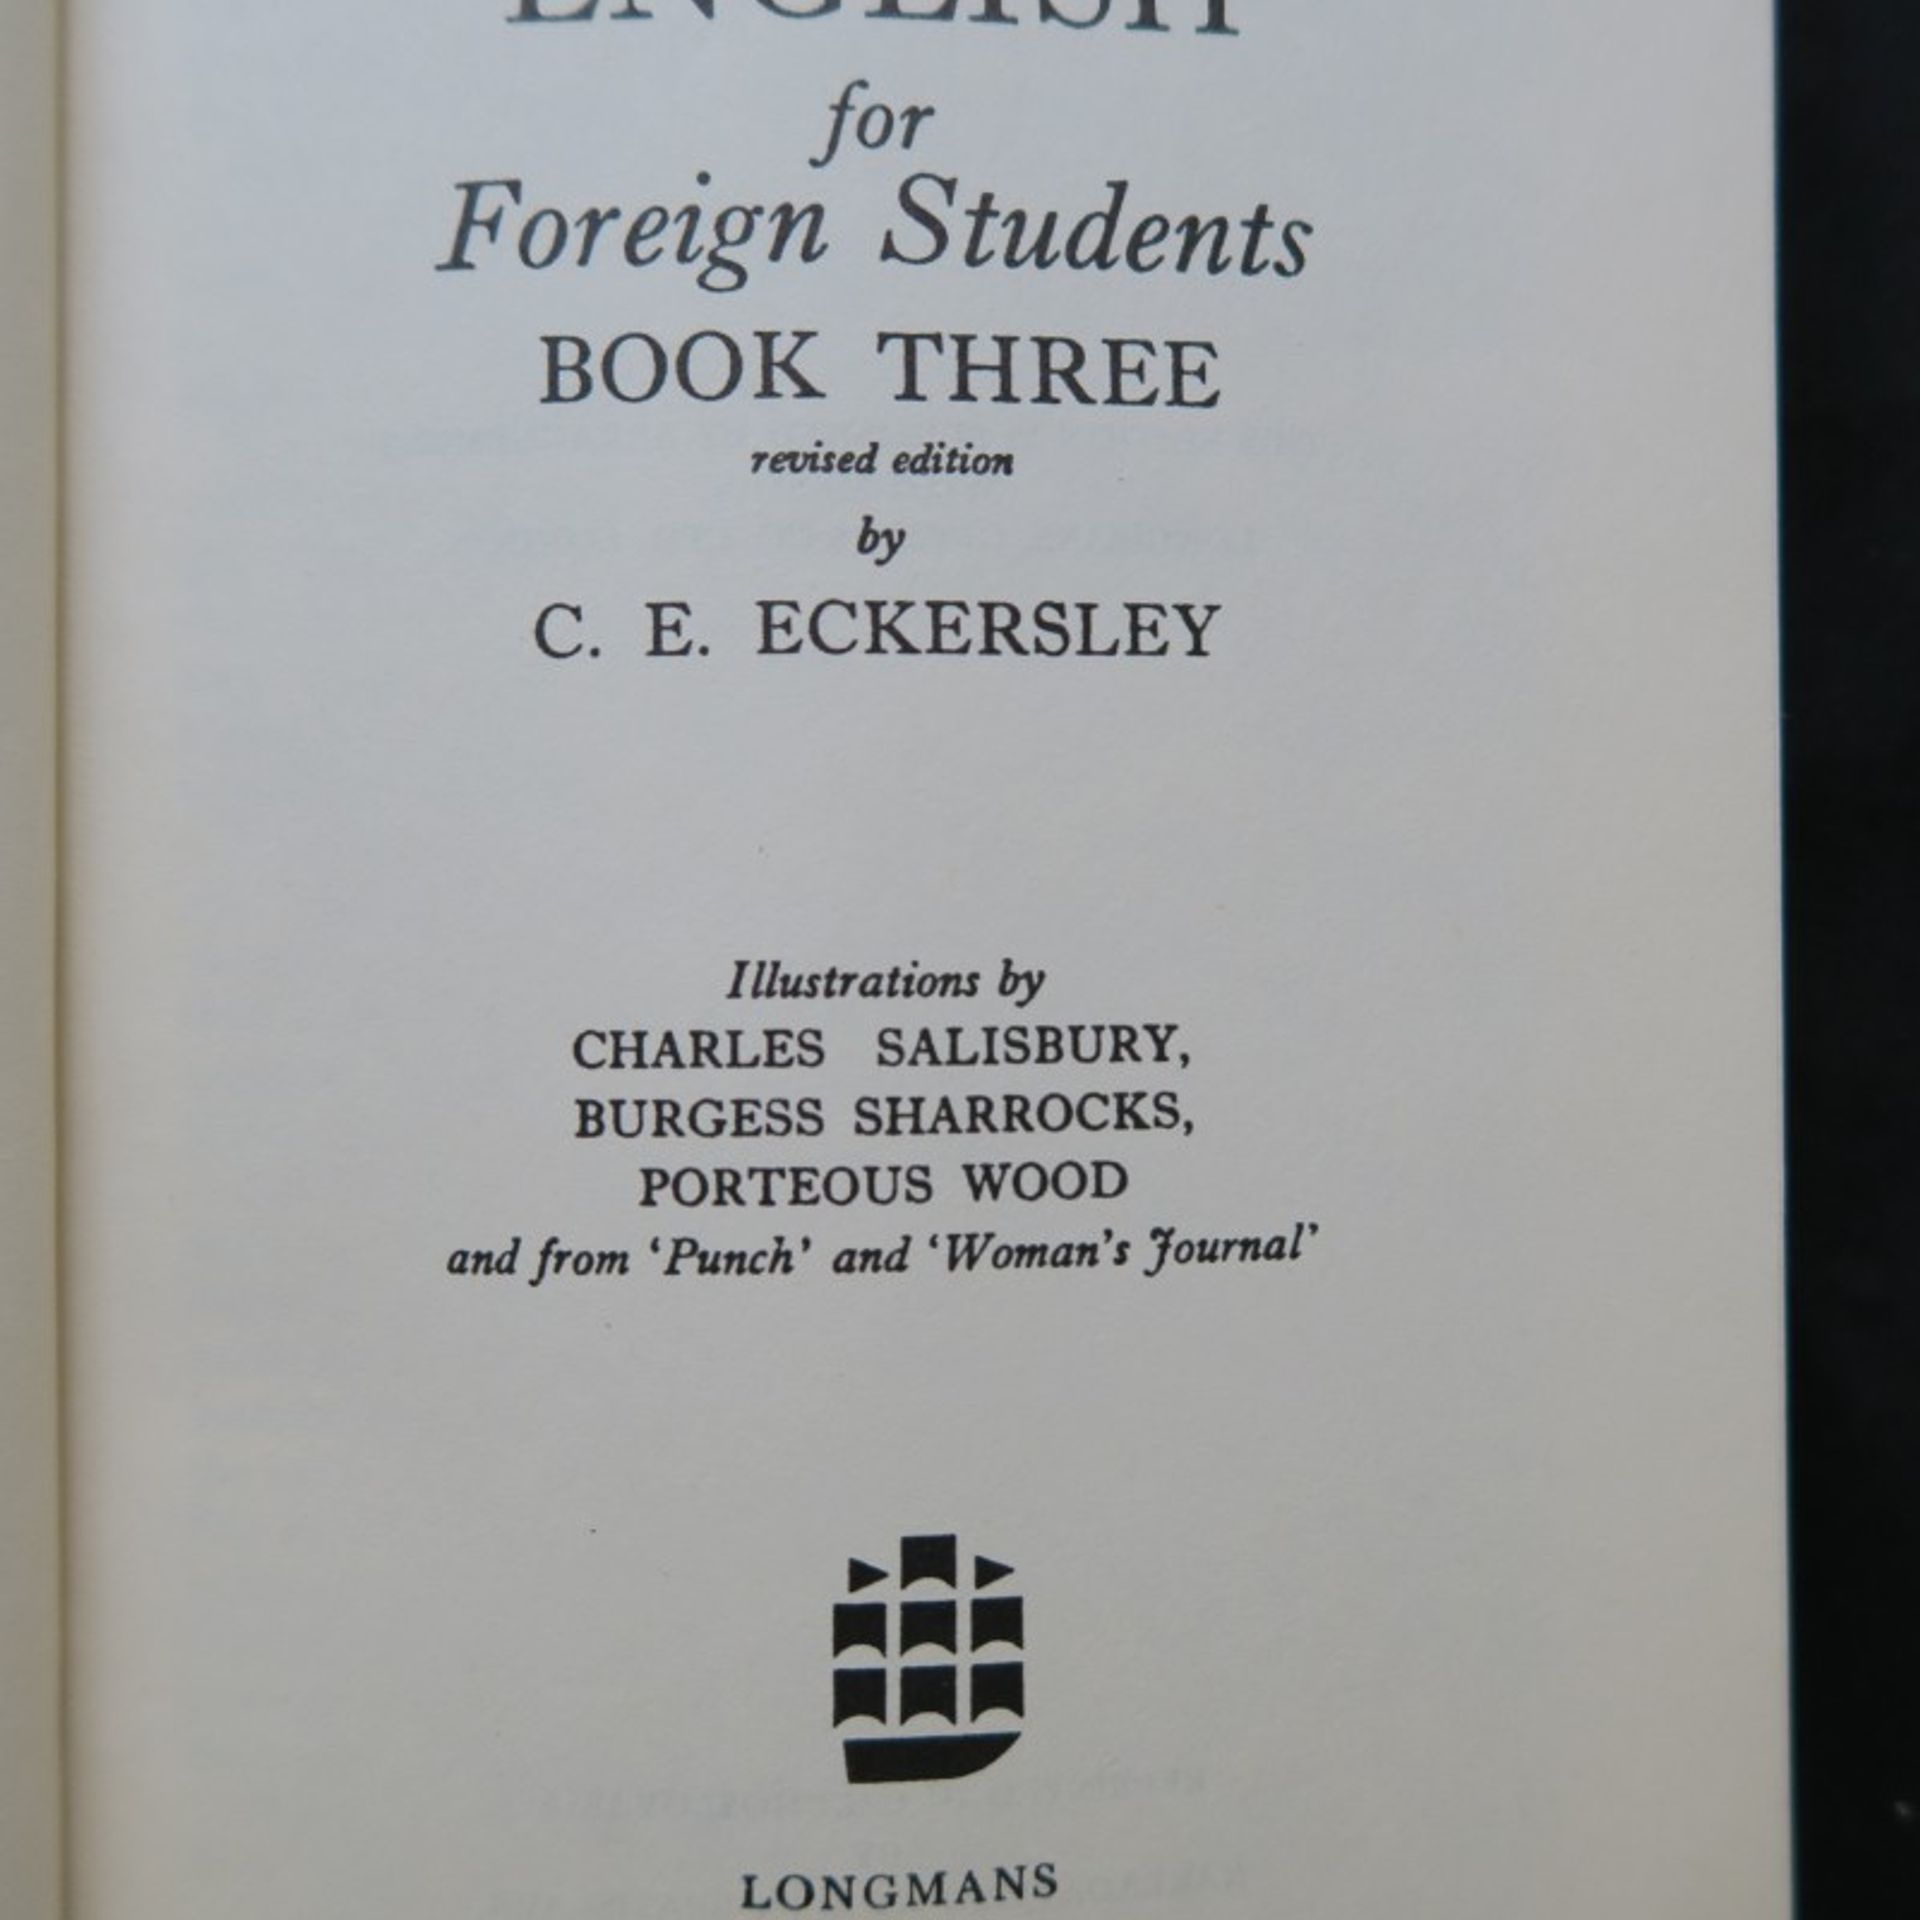 ENGLISH
for
Foreign Students
BOOK THREE
revised edition
by
C. E. ECKERSLEY
Illustrations by
CHARLES SALISBURY,
BURGESS SHARROCKS,
PORTEOUS WOOD
and from ‘Punch’ and ‘Woman’s Journal’
LONGMANS